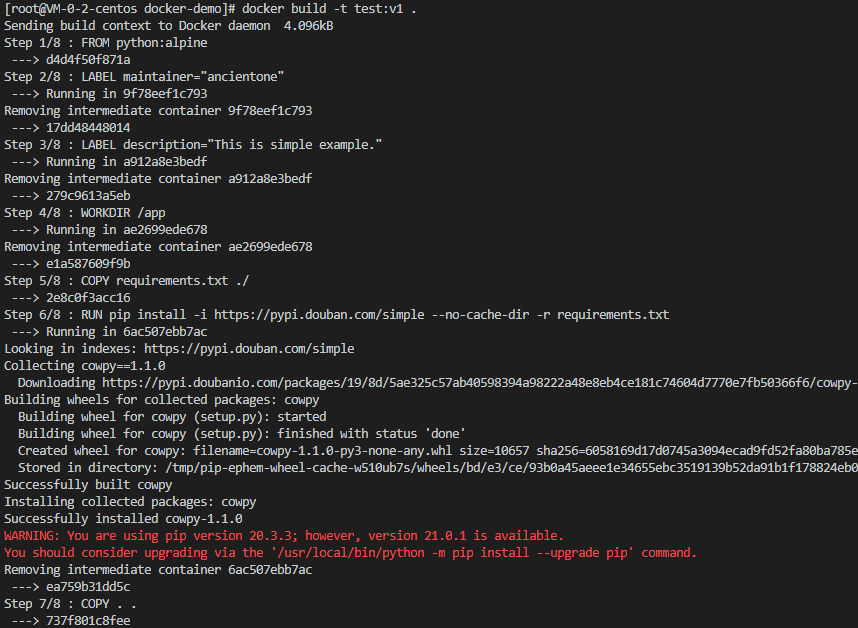 [root@VM-0-2-centos docker-demo]# docker build -t test:v1 .
Sending build context to Docker daemon  4.096kB
Step 1/8 : FROM python:alpine
 ---> d4d4f50f871a
Step 2/8 : LABEL maintainer="ancientone"
 ---> Running in 9f78eef1c793
Removing intermediate container 9f78eef1c793
 ---> 17dd48448014
Step 3/8 : LABEL description="This is simple example."
 ---> Running in a912a8e3bedf
Removing intermediate container a912a8e3bedf
 ---> 279c9613a5eb
Step 4/8 : WORKDIR /app
 ---> Running in ae2699ede678
Removing intermediate container ae2699ede678
 ---> e1a587609f9b
Step 5/8 : COPY requirements.txt ./
 ---> 2e8c0f3acc16
Step 6/8 : RUN pip install -i https://pypi.douban.com/simple --no-cache-dir -r requirements.txt
 ---> Running in 6ac507ebb7ac
Looking in indexes: https://pypi.douban.com/simple
Collecting cowpy==1.1.0
  Downloading https://pypi.doubanio.com/packages/19/8d/5ae325c57ab40598394a98222a48e8eb4ce181c74604d7770e7fb50366f6/cowpy-
Building wheels for collected packages: cowpy
  Building wheel for cowpy (setup.py): started
  Building wheel for cowpy (setup.py): finished with status 'done'
  Created wheel for cowpy: filename=cowpy-1.1.0-py3-none-any.whl size=10657 sha256=6058169d17d0745a3094ecad9fd52fa80ba785e
  Stored in directory: /tmp/pip-ephem-wheel-cache-w510ub7s/wheels/bd/e3/ce/93b0a45aeee1e34655ebc3519139b52da91b1f178824eb0
Successfully built cowpy
Installing collected packages: cowpy
Successfully installed cowpy-1.1.0
WARNING: You are using pip version 20.3.3; however, version 21.0.1 is available.
You should consider upgrading via the '/usr/local/bin/python -m pip install --upgrade pip' command.
Removing intermediate container 6ac507ebb7ac
 ---> ea759b31dd5c
Step 7/8 : COPY . .
 ---> 737f801c8fee